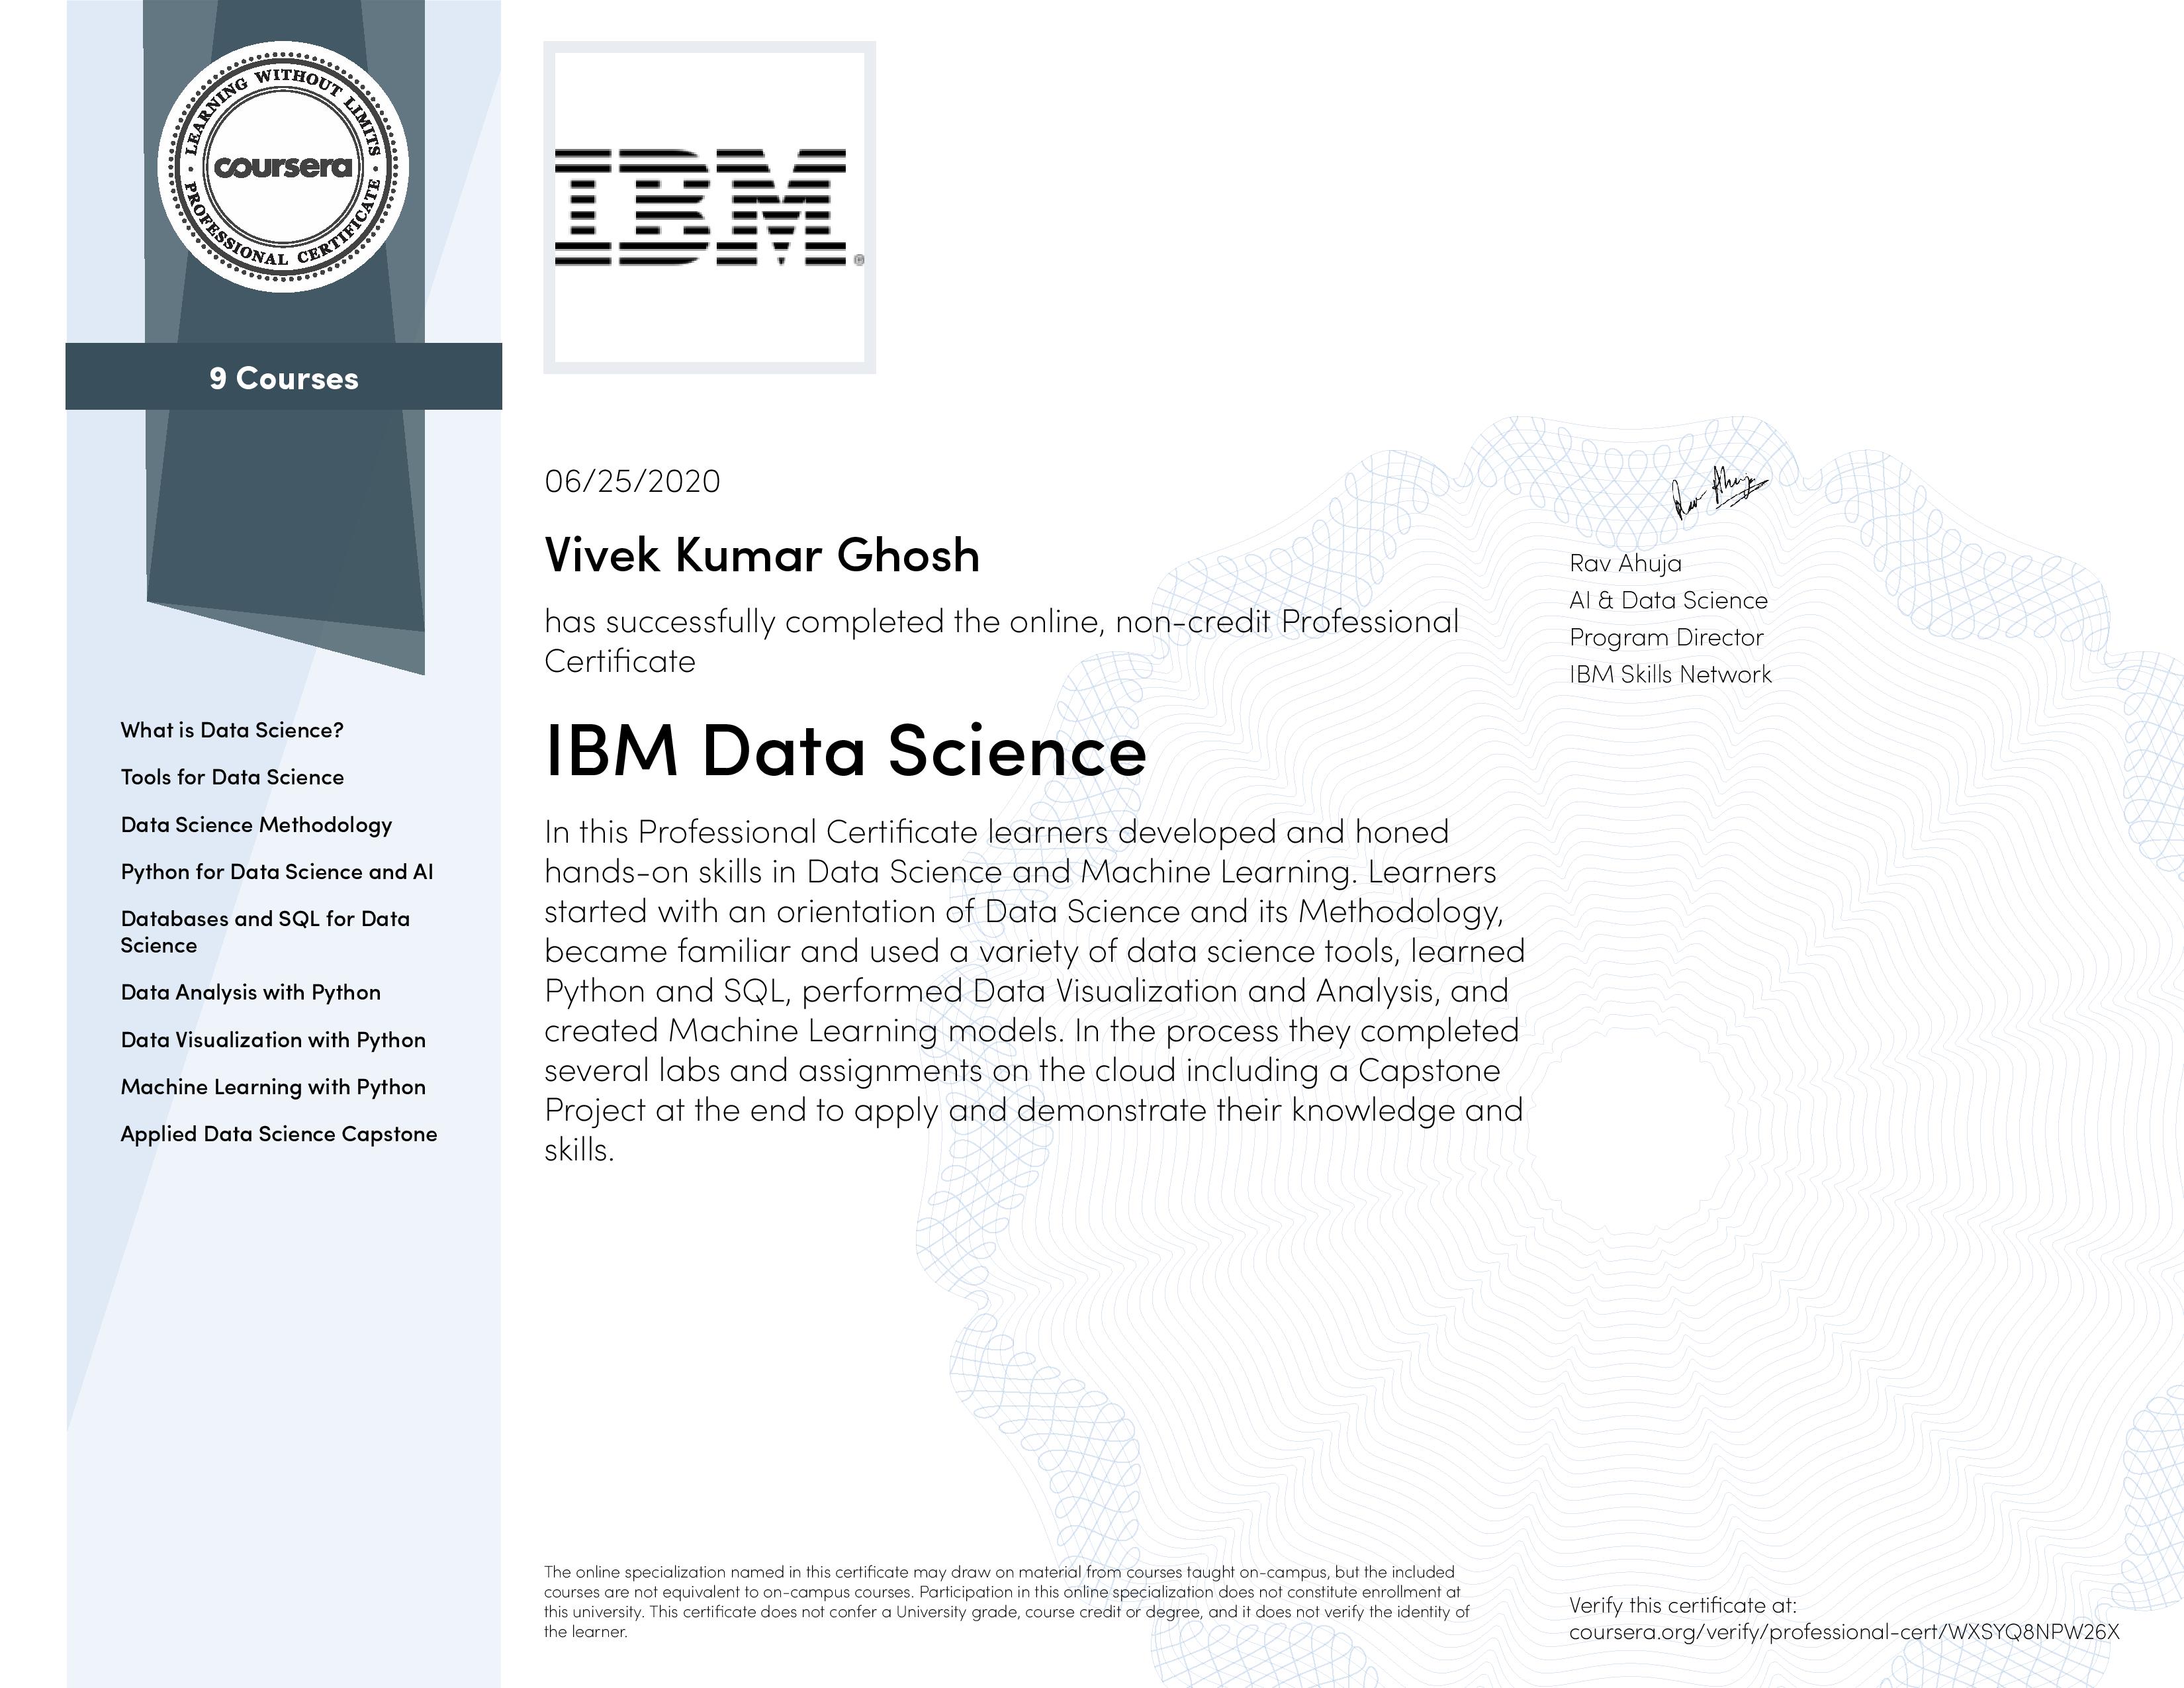 LEARNING WITHOUT LIMITS
coursera
PROFESSIONAL CERTIFICATE
9 Courses
What is Data Science?
Tools for Data Science
Data Science Methodology
Python for Data Science and AI
Databases and SQL for Data
Science
Data Analysis with Python
Data Visualization with Python
Machine Learning with Python
Applied Data Science Capstone
IBM®
06/25/2020
Vivek Kumar Ghosh
has successfully completed the online, non-credit Professional
Certificate
IBM Data Science
In this Professional Certificate learners developed and honed
hands-on skills in Data Science and Machine Learning. Learners
started with an orientation of Data Science and its Methodology,
became familiar and used a variety of data science tools, learned
Python and SQL, performed Data Visualization and Analysis, and
created Machine Learning models. In the process they completed
several labs and assignments on the cloud including a Capstone
Project at the end to apply and demonstrate their knowledge and
skills.
Rav Ahuja
Rav Ahuja
AI & Data Science
Program Director
IBM Skills Network
The online specialization named in this certificate may draw on material from courses taught on-campus, but the included
courses are not equivalent to on-campus courses. Participation in this online specialization does not constitute enrollment at
this university. This certificate does not confer a University grade, course credit or degree, and it does not verify the identity of
the learner.
Verify this certificate at:
coursera.org/verify/professional-cert/WXSYQ8NPW26X